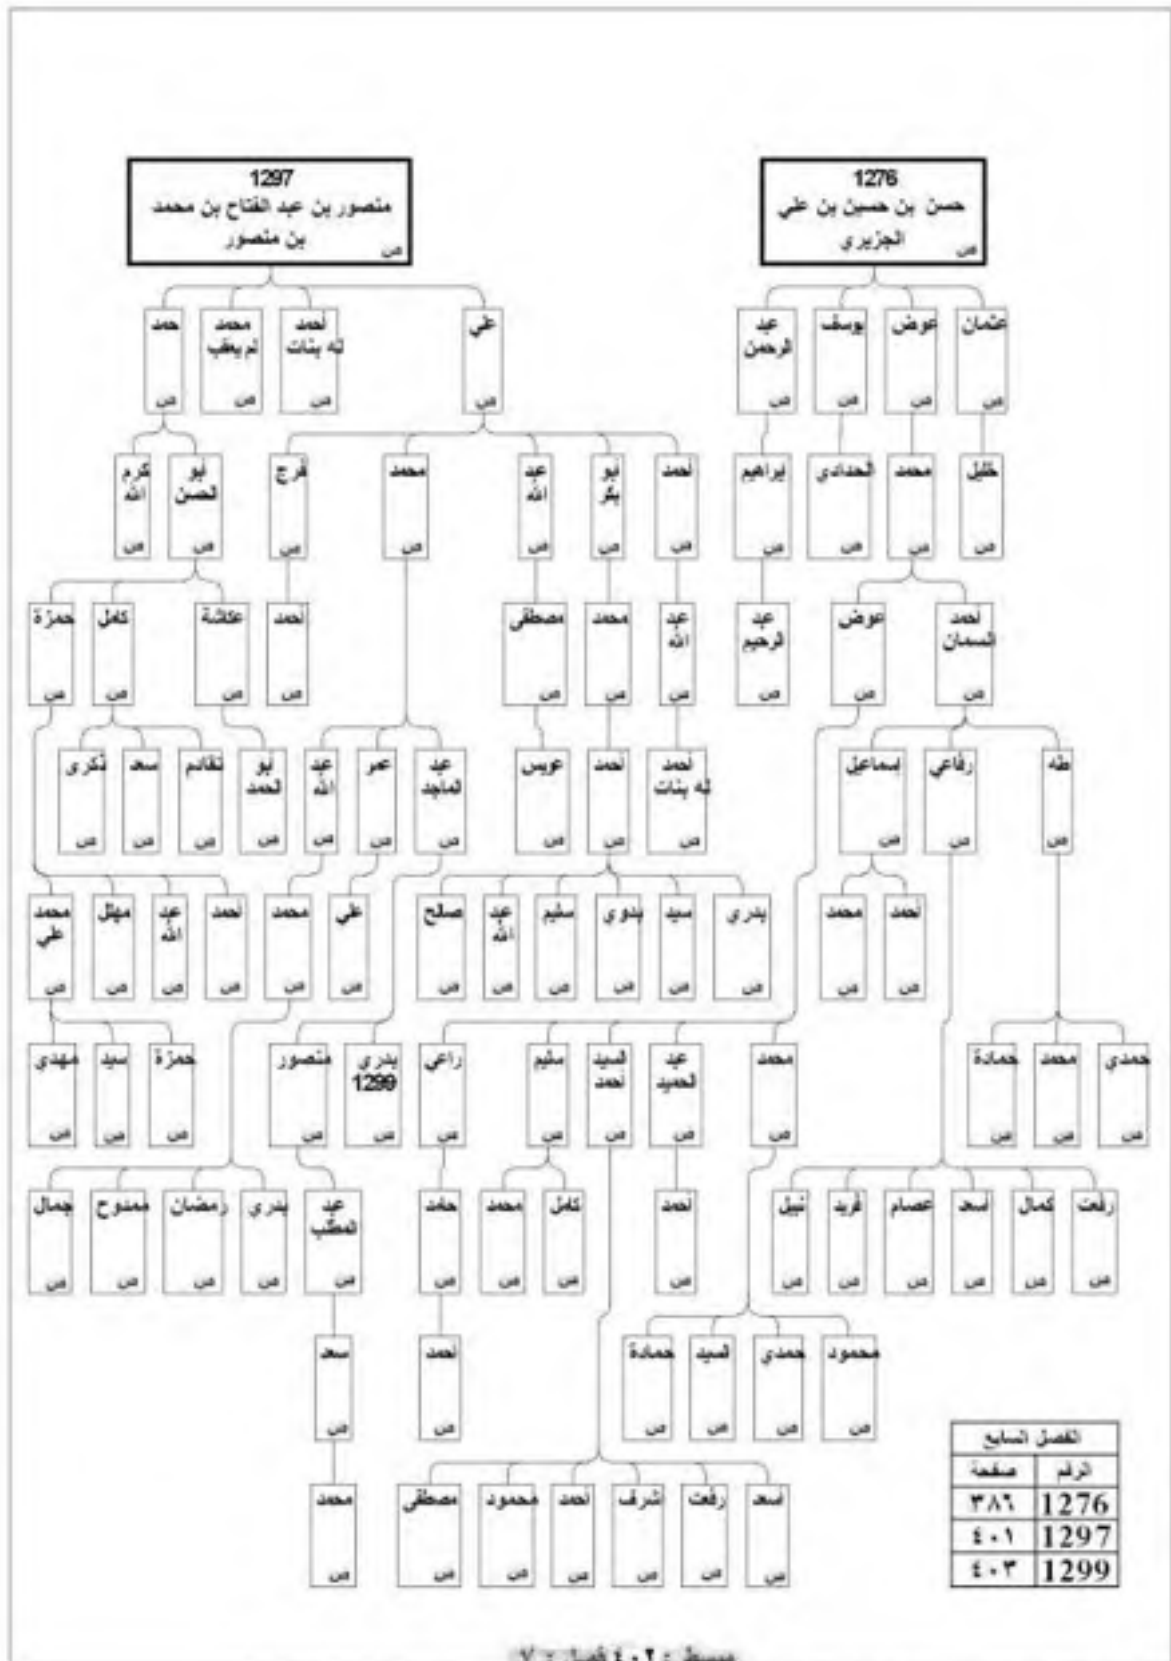 1276
حسن بن حسين بن علي
الجزيري
ص
1297
منصور بن عبد الفتاح بن محمد
بن منصور
ص
عثمان
ص
عوض
ص
يوسف
ص
عبد
الرحمن
ص
علي
ص
أحمد
له بنات
ص
محمد
لم يعقب
ص
حمد
ص
خليل
ص
محمد
ص
الحدادي
ص
إبراهيم
ص
أحمد
ص
أبو
بكر
ص
عبد
الله
ص
محمد
ص
فرج
ص
أبو
الحسن
ص
كرم
الله
ص
أحمد
السمان
ص
عوض
ص
عبد
الرحيم
ص
عبد
الله
ص
محمد
ص
مصطفى
ص
أحمد
ص
عكاشة
ص
كامل
ص
حمزة
ص
طه
ص
رفاعي
ص
إسماعيل
ص
أحمد
له بنات
ص
أحمد
ص
عويس
ص
عبد
الماجد
ص
عمر
ص
عبد
الله
ص
أبو
الحمد
ص
تقادم
ص
سعد
ص
ذكرى
ص
أحمد
ص
محمد
ص
بدري
ص
سيد
ص
بدوي
ص
سليم
ص
عبد
الله
ص
صالح
ص
علي
ص
محمد
ص
أحمد
ص
عبد
الله
ص
مهلل
ص
محمد
علي
ص
حمدي
ص
محمد
ص
حمادة
ص
محمد
ص
عبد
الحميد
ص
السيد
أحمد
ص
سليم
ص
راعي
ص
بدري
1299
ص
منصور
ص
حمزة
ص
سيد
ص
مهدي
ص
رفعت
ص
كمال
ص
أسعد
ص
عصام
ص
فريد
ص
نبيل
ص
أحمد
ص
كامل
ص
محمد
ص
حامد
ص
عبد
المطلب
ص
بدري
ص
رمضان
ص
ممدوح
ص
جمال
ص
محمود
ص
حمدي
ص
السيد
ص
حمادة
ص
أحمد
ص
سعد
ص
أسعد
ص
رفعت
ص
أشرف
ص
أحمد
ص
محمود
ص
مصطفى
ص
محمد
ص
الفصل السابع
الرقم صفحة
1276 ٣٨٦
1297 ٤٠١
1299 ٤٠٣
مبسط : ٤٠٢ فصل : ٧